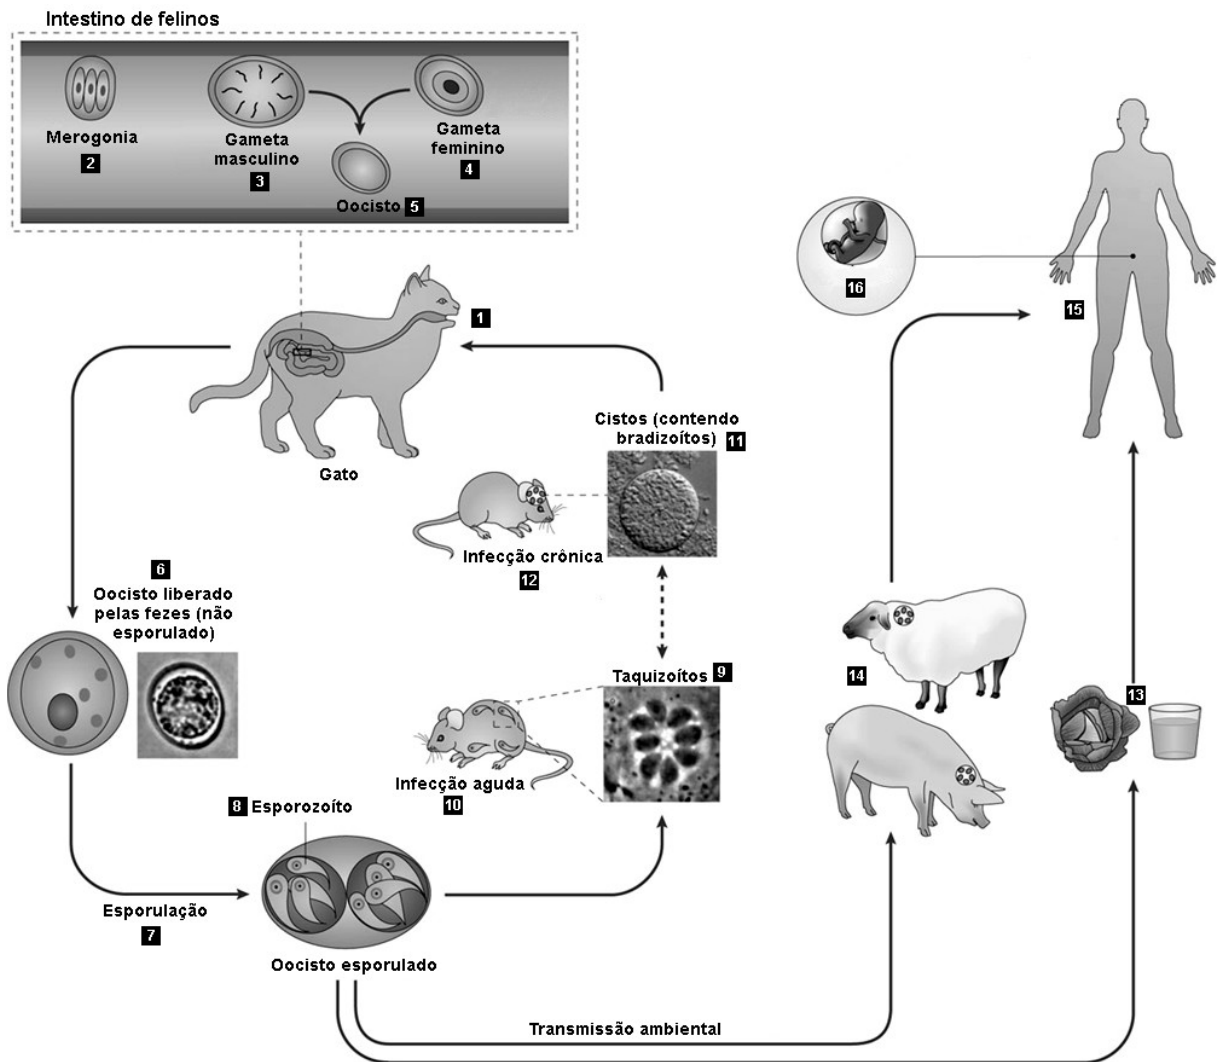 Intestino de felinos
Merogonia
2
Gameta
masculino
3
Gameta
feminino
4
Oocisto 5
1
Gato
16
15
Cistos (contendo
bradizoítos) 11
Infecção crônica
12
6
Oocisto liberado
pelas fezes (não
esporulado)
Taquizoítos 9
Infecção aguda
10
14
13
8 Esporozoíto
Esporulação
7
Oocisto esporulado
Transmissão ambiental